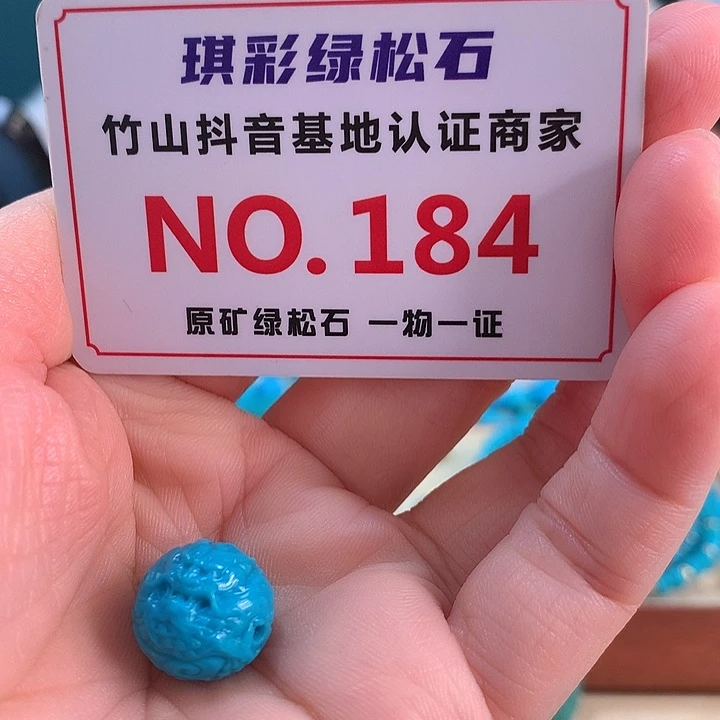 琪彩绿松石
竹山抖音基地认证商家
NO.184
原矿绿松石 一物一证